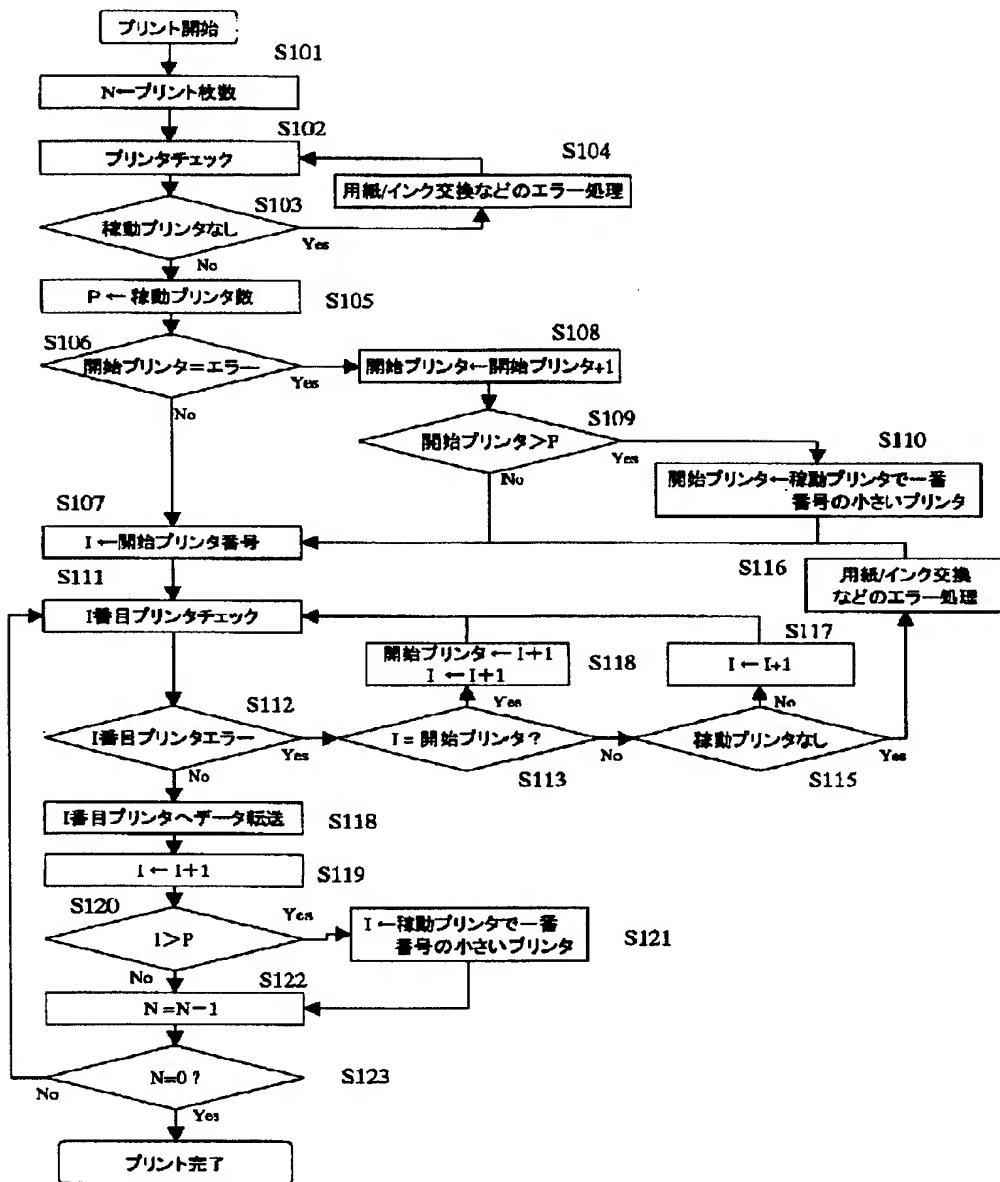 プリント開始
S101
N←プリント枚数
S102
プリンタチェック
S104
用紙/インク交換などのエラー処理
S103
稼動プリンタなし
Yes
No
P ← 稼動プリンタ数
S105
S106
開始プリンタ=エラー
Yes
No
S108
開始プリンタ←開始プリンタ+1
S109
開始プリンタ>P
Yes
No
S110
開始プリンタ←稼動プリンタで一番
番号の小さいプリンタ
S107
I ←開始プリンタ番号
S111
I番目プリンタチェック
S116
用紙/インク交換
などのエラー処理
S117
I ← I+1
開始プリンタ ← I+1
I ← I+1
S118
S112
I番目プリンタエラー
Yes
No
Yes
I = 開始プリンタ?
No
S113
No
稼動プリンタなし
Yes
S115
I番目プリンタへデータ転送
S118
I ← I+1
S119
S120
I>P
Yes
No
I ←稼動プリンタで一番
番号の小さいプリンタ
S121
S122
N=N-1
N=0?
S123
No
Yes
プリント完了